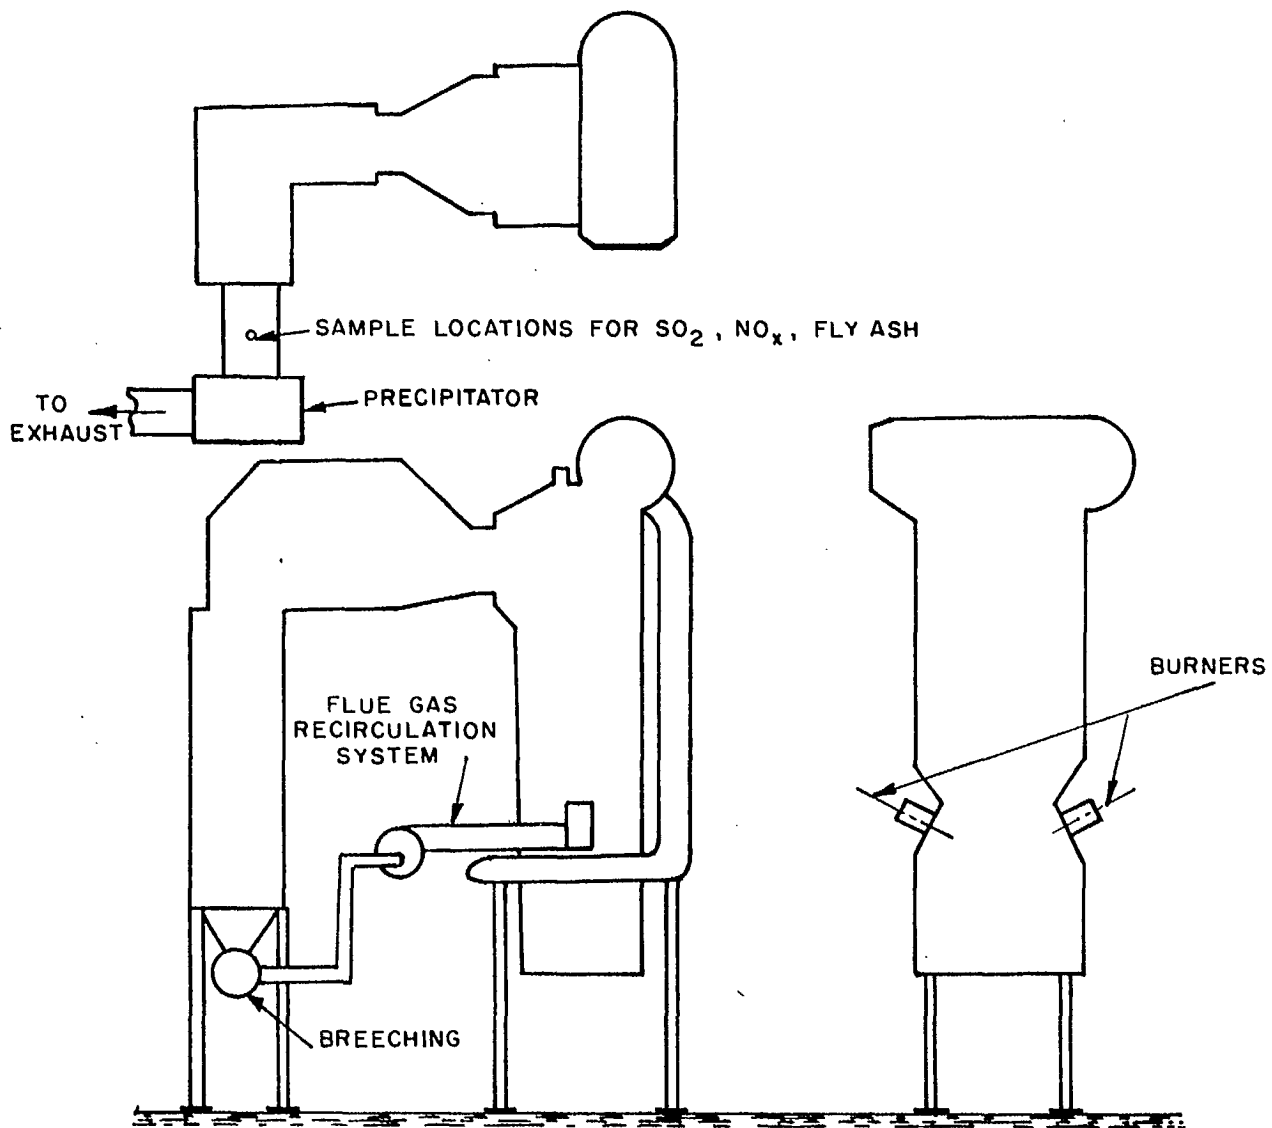 SAMPLE LOCATIONS FOR SO₂, NOₓ, FLY ASH
PRECIPITATOR
TO
EXHAUST
BURNERS
FLUE GAS
RECIRCULATION
SYSTEM
BREECHING